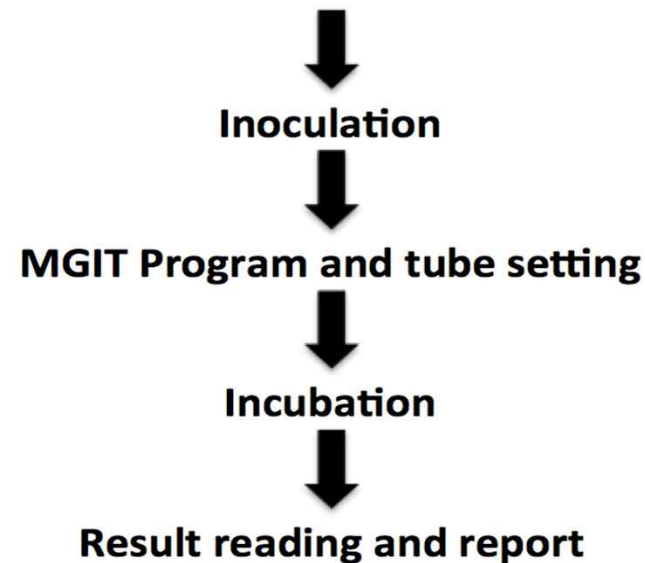 Inoculation
MGIT Program and tube setting
Incubation
Result reading and report